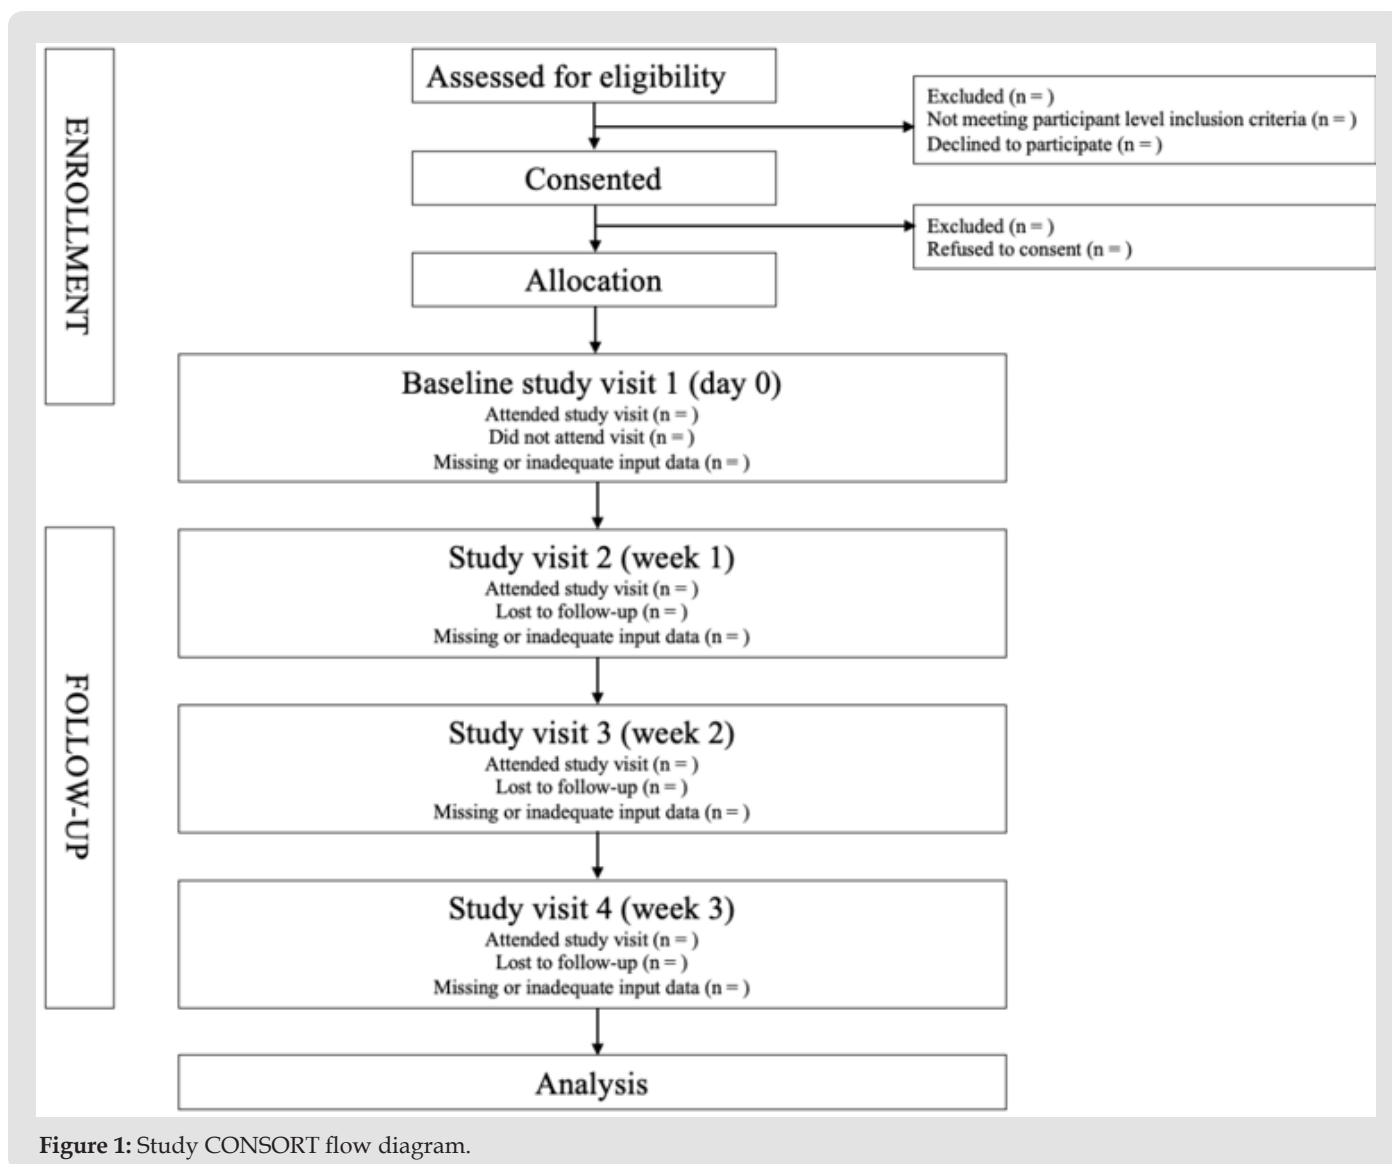 ENROLLMENT
Assessed for eligibility
Excluded (n = )
Not meeting participant level inclusion criteria (n = )
Declined to participate (n = )
Consented
Excluded (n = )
Refused to consent (n = )
Allocation
Baseline study visit 1 (day 0)
Attended study visit (n = )
Did not attend visit (n = )
Missing or inadequate input data (n = )
FOLLOW-UP
Study visit 2 (week 1)
Attended study visit (n = )
Lost to follow-up (n = )
Missing or inadequate input data (n = )
Study visit 3 (week 2)
Attended study visit (n = )
Lost to follow-up (n = )
Missing or inadequate input data (n = )
Study visit 4 (week 3)
Attended study visit (n = )
Lost to follow-up (n = )
Missing or inadequate input data (n = )
Analysis
Figure 1: Study CONSORT flow diagram.